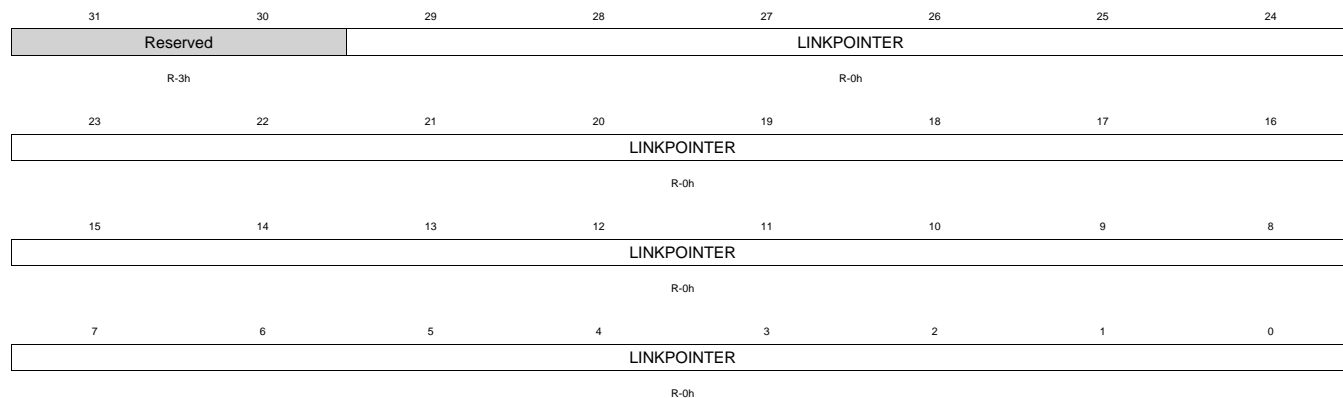 31 30 29 28 27 26 25 24
Reserved LINKPOINTER
R-3h R-0h
23 22 21 20 19 18 17 16
LINKPOINTER
R-0h
15 14 13 12 11 10 9 8
LINKPOINTER
R-0h
7 6 5 4 3 2 1 0
LINKPOINTER
R-0h